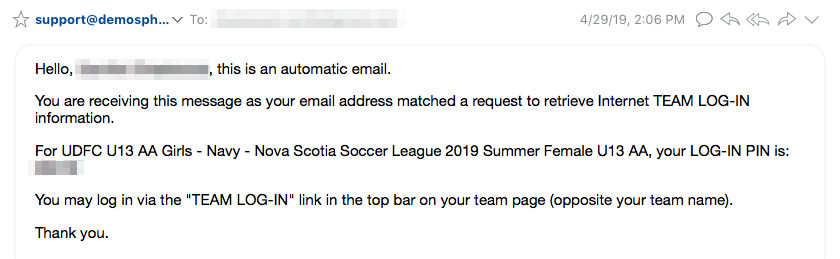 support@demosph... To: 4/29/19, 2:06 PM
Hello, , this is an automatic email.
You are receiving this message as your email address matched a request to retrieve Internet TEAM LOG-IN
information.
For UDFC U13 AA Girls - Navy - Nova Scotia Soccer League 2019 Summer Female U13 AA, your LOG-IN PIN is:
You may log in via the "TEAM LOG-IN" link in the top bar on your team page (opposite your team name).
Thank you.